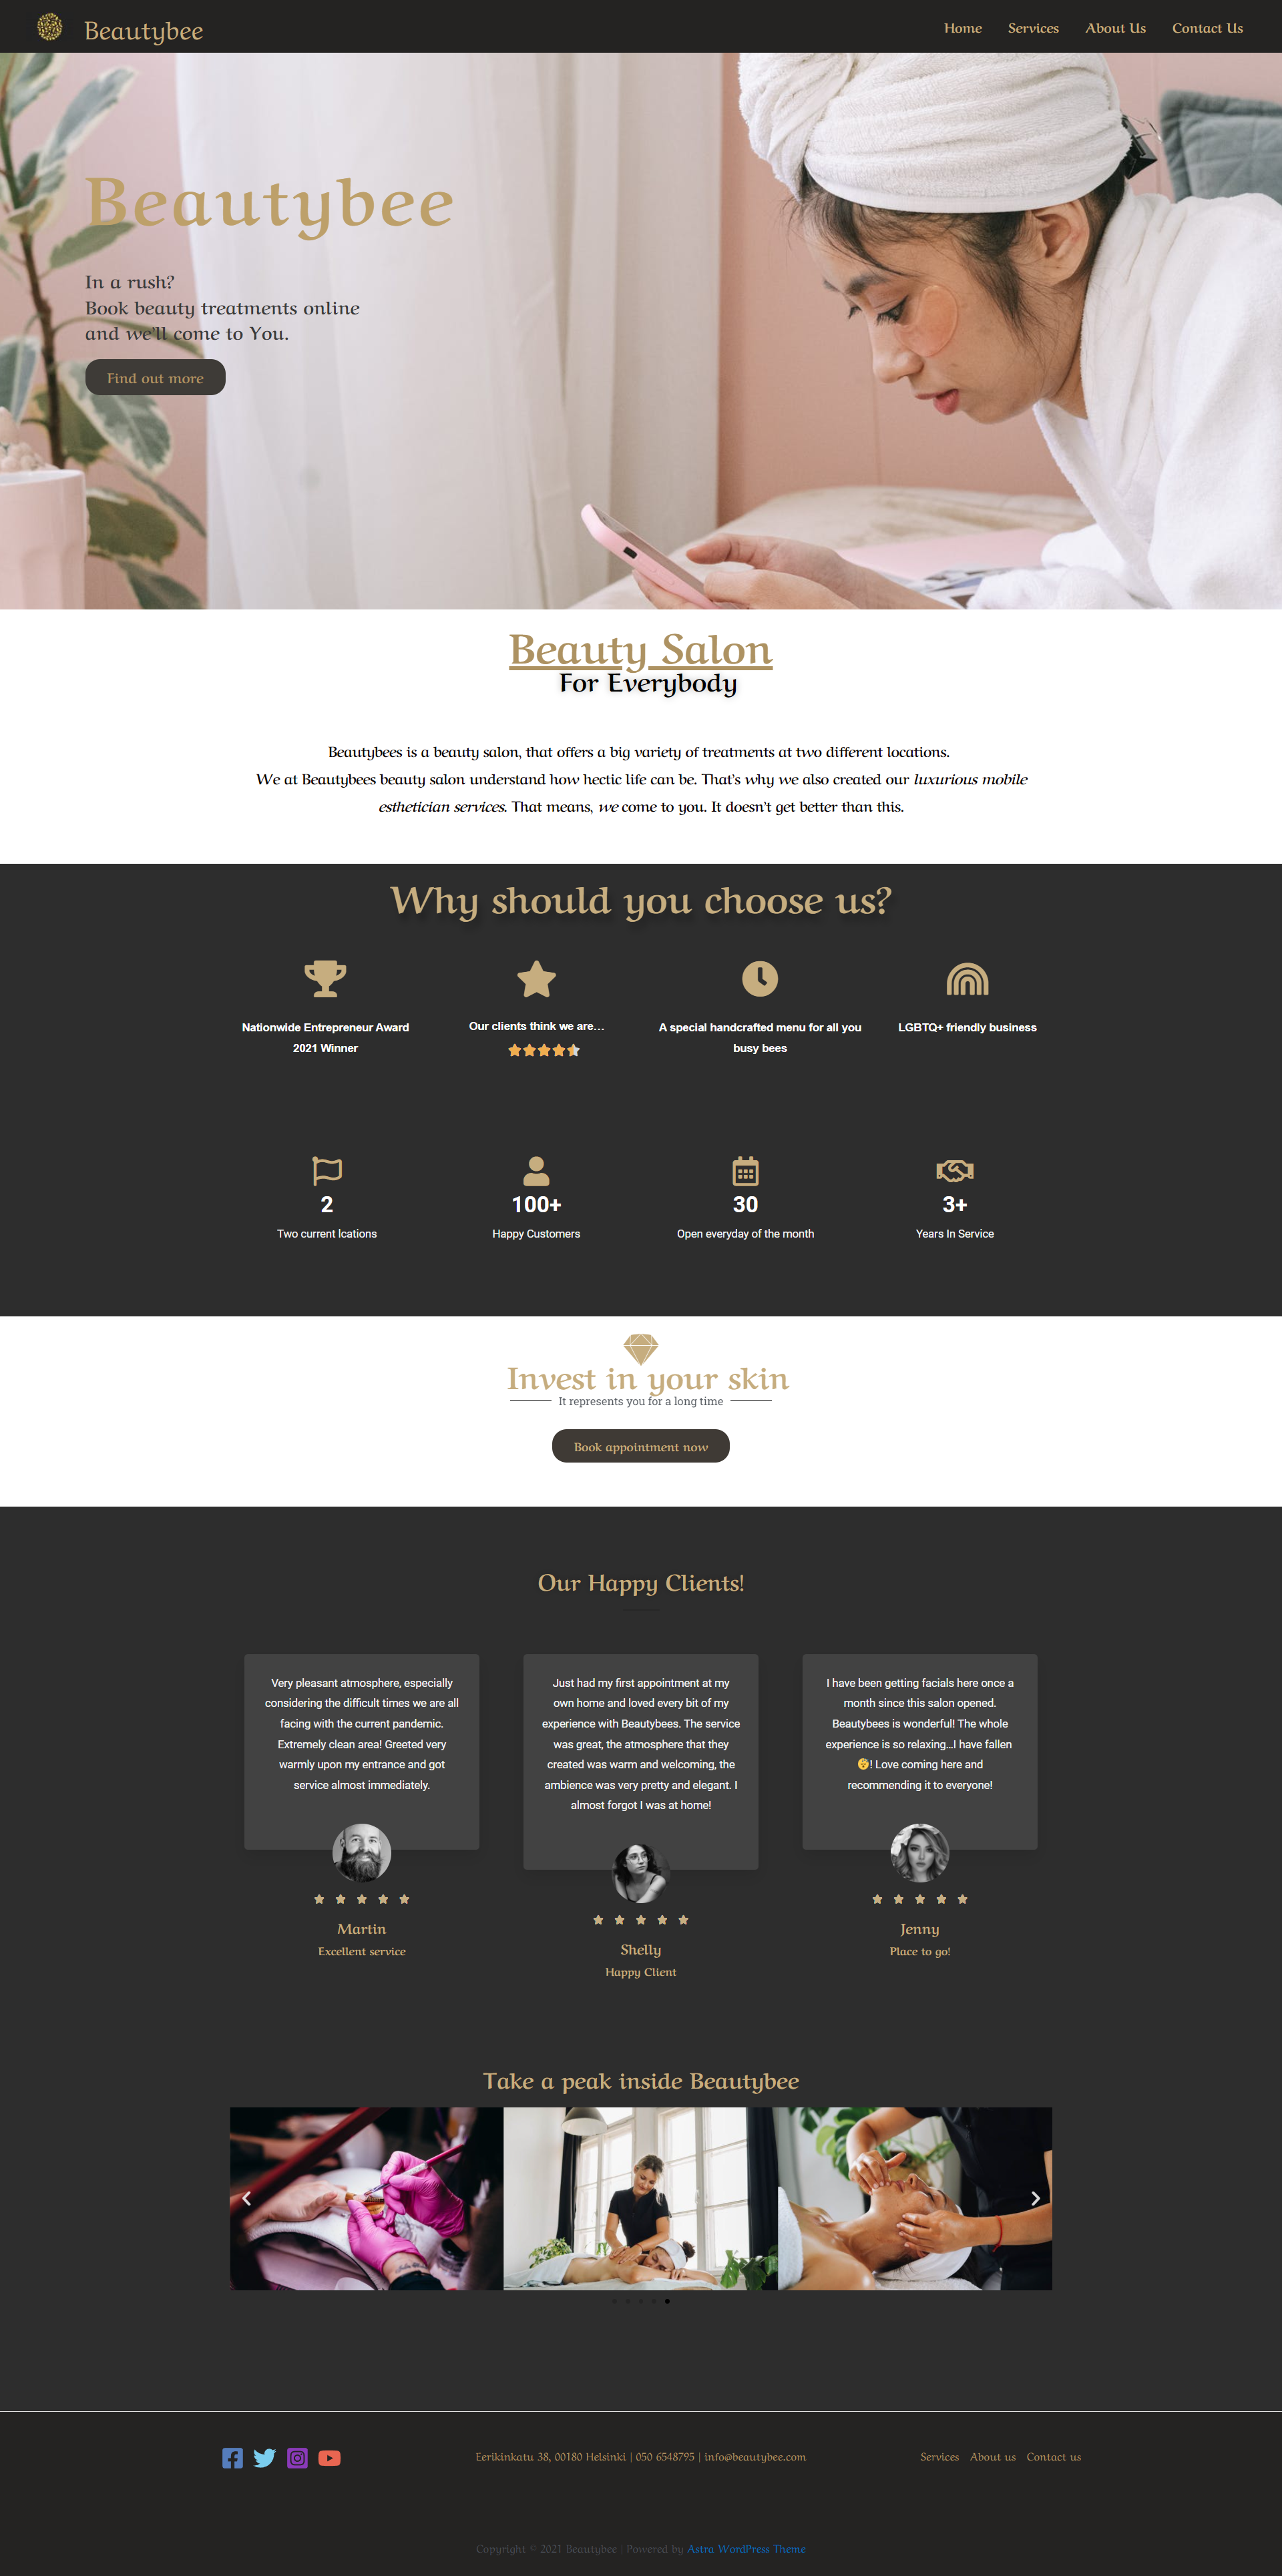 Beautybee
Home Services About Us Contact Us
Beautybee
In a rush?
Book beauty treatments online
and we'll come to You.
Find out more
Beauty Salon
For Everybody
Beautybees is a beauty salon, that offers a big variety of treatments at two different locations.
We at Beautybees beauty salon understand how hectic life can be. That's why we also created our luxurious mobile
esthetician services. That means, we come to you. It doesn't get better than this.
Why should you choose us?
Nationwide Entrepreneur Award
2021 Winner
Our clients think we are…
A special handcrafted menu for all you
busy bees
LGBTQ+ friendly business
2
Two current lcations
100+
Happy Customers
30
Open everyday of the month
3+
Years In Service
Invest in your skin
It represents you for a long time
Book appointment now
Our Happy Clients!
Very pleasant atmosphere, especially
considering the difficult times we are all
facing with the current pandemic.
Extremely clean area! Greeted very
warmly upon my entrance and got
service almost immediately.
Martin
Excellent service
Just had my first appointment at my
own home and loved every bit of my
experience with Beautybees. The service
was great, the atmosphere that they
created was warm and welcoming, the
ambience was very pretty and elegant. I
almost forgot I was at home!
Shelly
Happy Client
I have been getting facials here once a
month since this salon opened.
Beautybees is wonderful! The whole
experience is so relaxing…I have fallen
😴! Love coming here and
recommending it to everyone!
Jenny
Place to go!
Take a peak inside Beautybee
Eerikinkatu 38, 00180 Helsinki | 050 6548795 | info@beautybee.com
Services About us Contact us
Copyright © 2021 Beautybee | Powered by Astra WordPress Theme